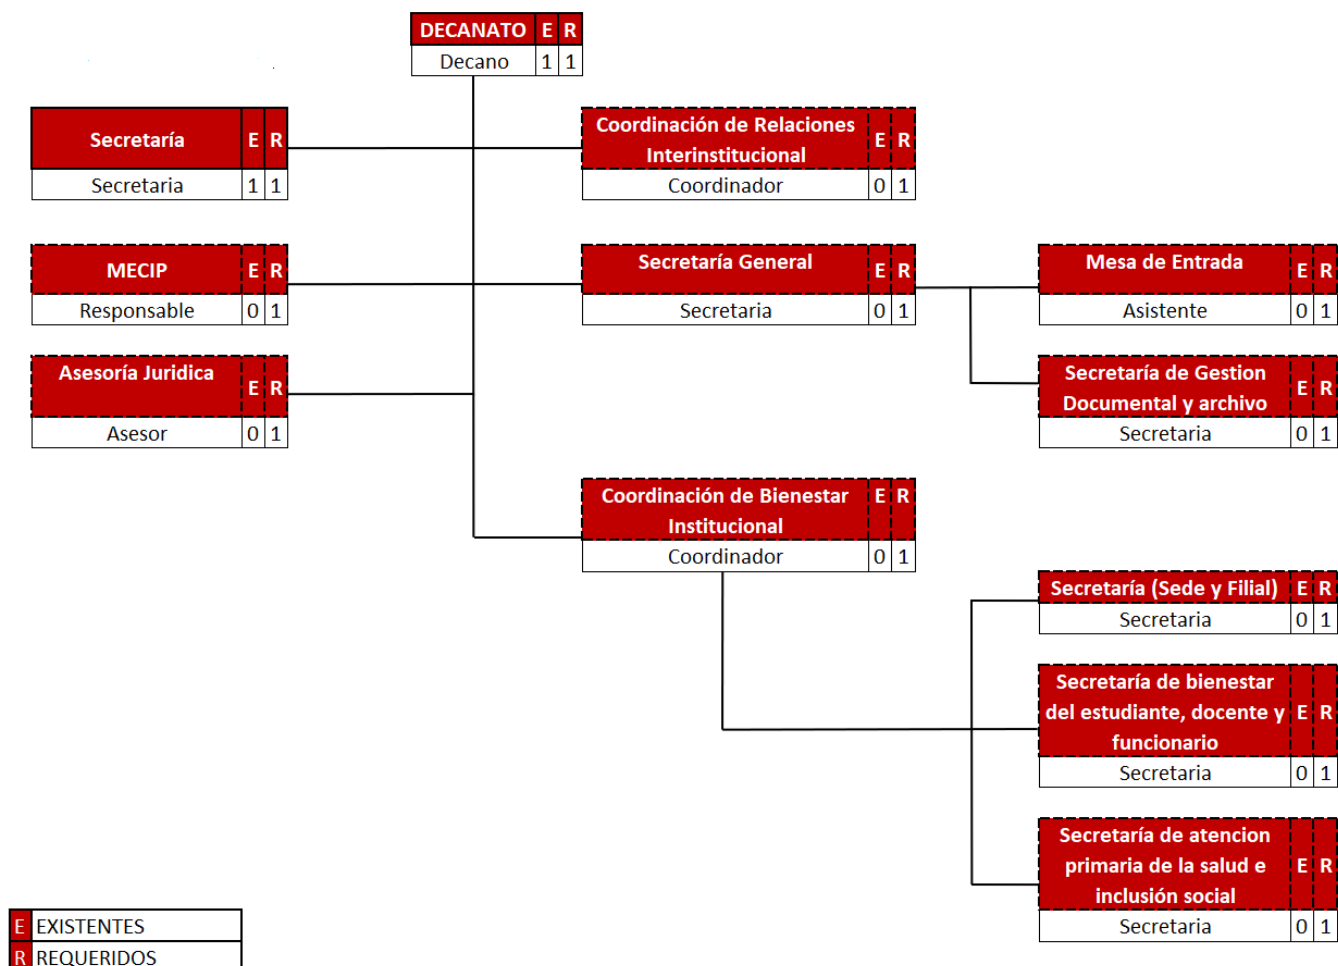 DECANATO E R
Decano 1 1
Secretaría E R
Secretaria 1 1
Coordinación de Relaciones
Interinstitucional E R
Coordinador 0 1
MECIP E R
Responsable 0 1
Secretaría General E R
Secretaria 0 1
Mesa de Entrada E R
Asistente 0 1
Asesoría Juridica E R
Asesor 0 1
Secretaría de Gestion
Documental y archivo E R
Secretaria 0 1
Coordinación de Bienestar E R
Institucional
Coordinador 0 1
Secretaría (Sede y Filial) E R
Secretaria 0 1
Secretaría de bienestar
del estudiante, docente y E R
funcionario
Secretaria 0 1
Secretaría de atencion
primaria de la salud e E R
inclusión social
Secretaria 0 1
E EXISTENTES
R REQUERIDOS